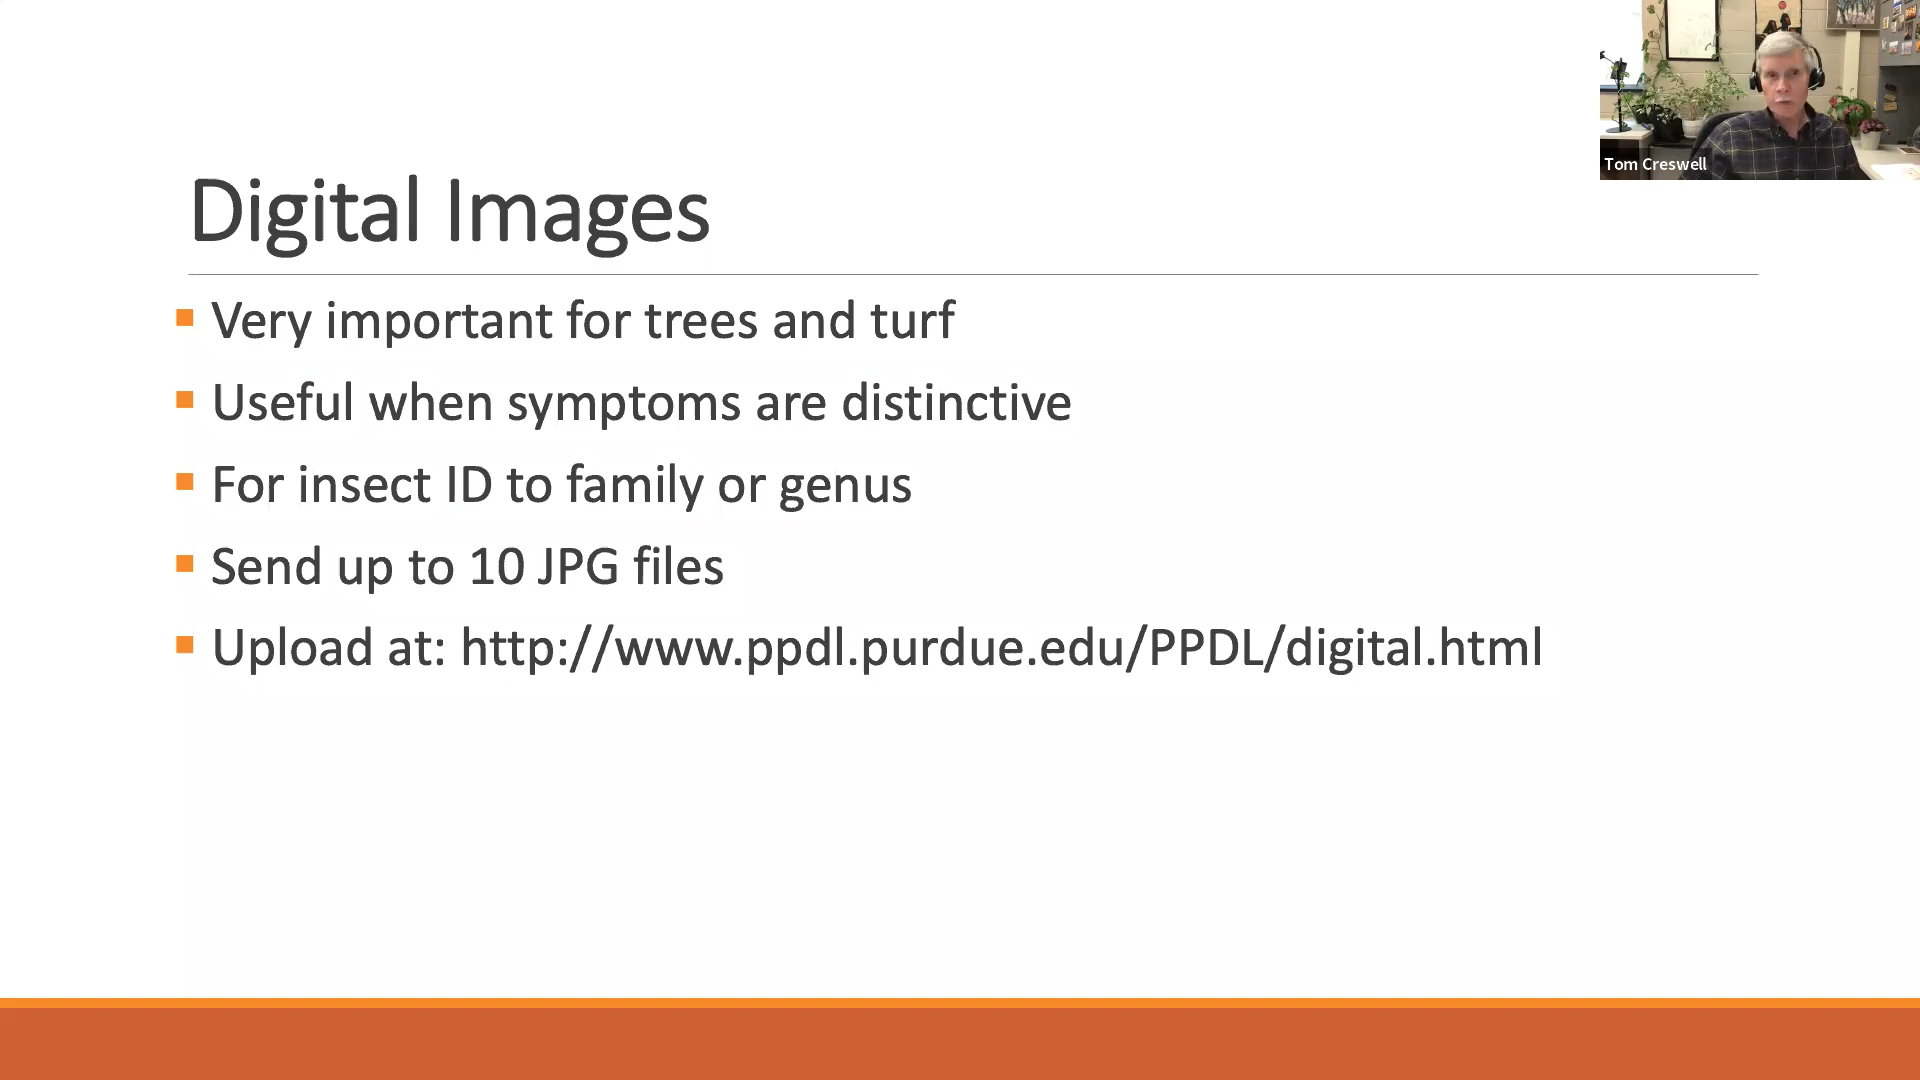 Tom Creswell
Digital Images
Very important for trees and turf
Useful when symptoms are distinctive
For insect ID to family or genus
Send up to 10 JPG files
Upload at: http://www.ppdl.purdue.edu/PPDL/digital.html